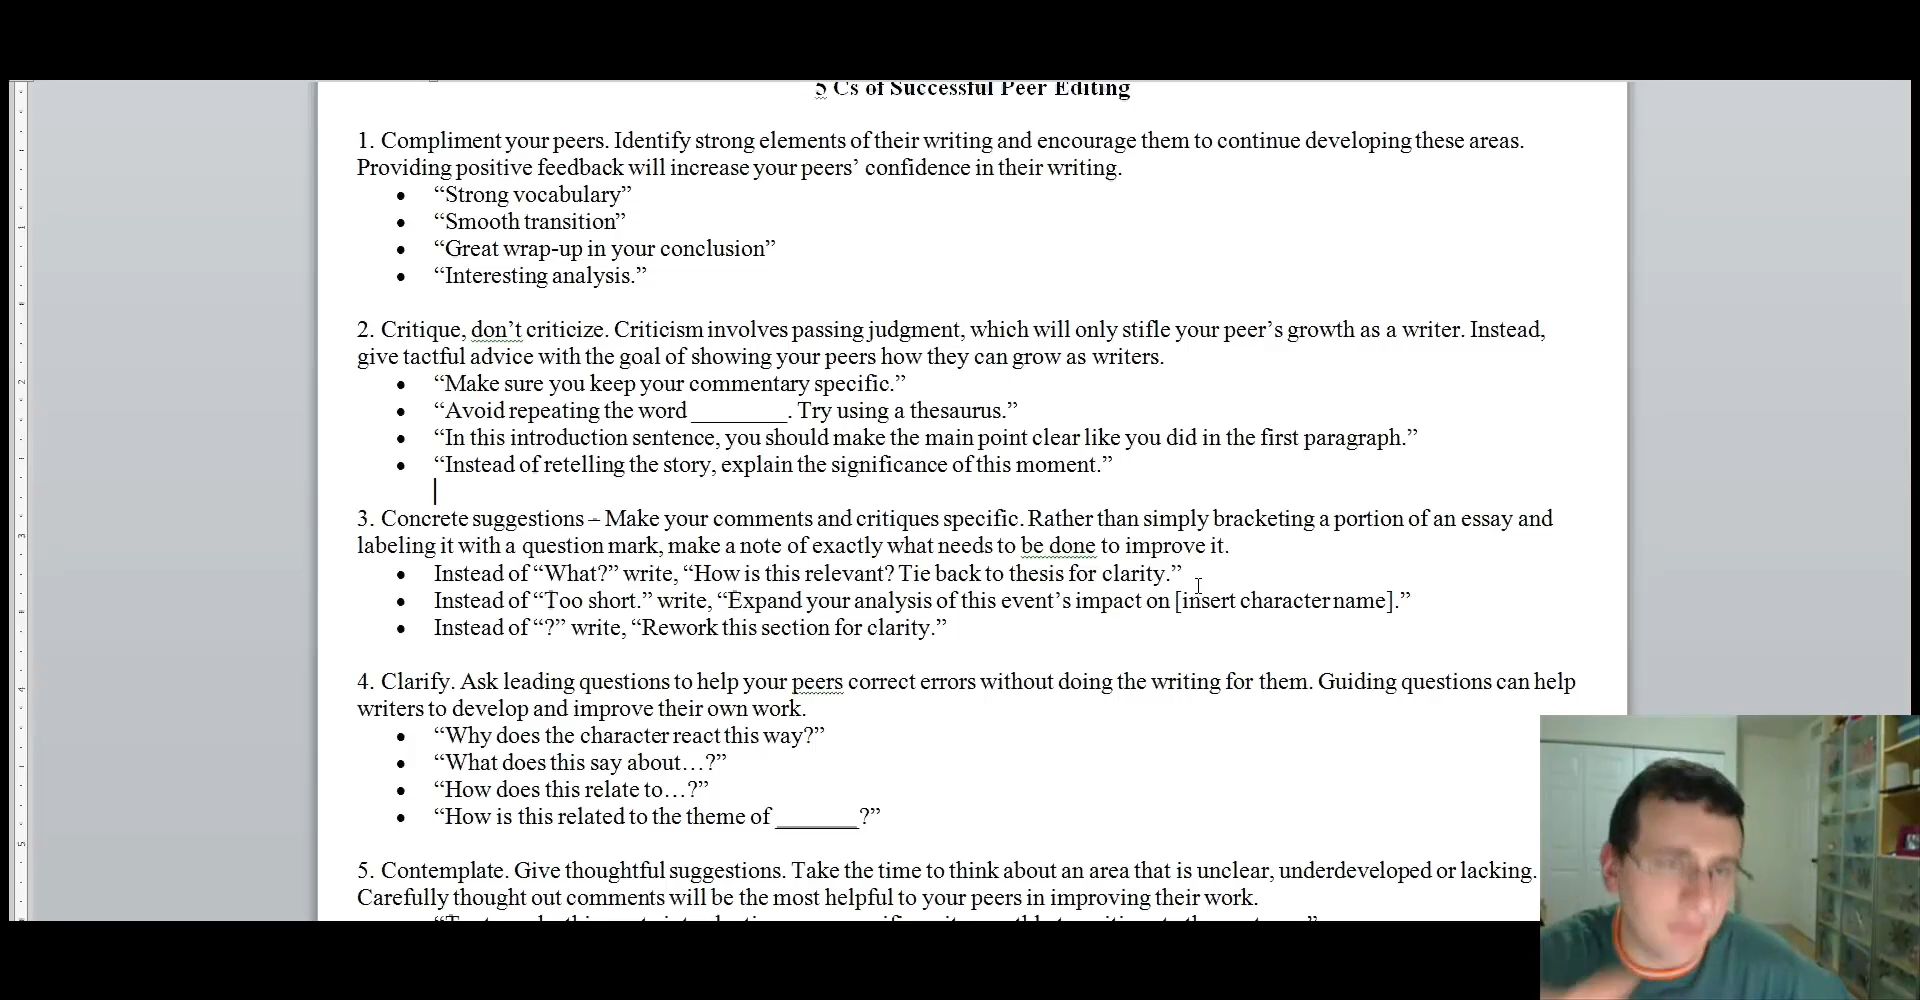 5 Cs of Successful Peer Editing
1. Compliment your peers. Identify strong elements of their writing and encourage them to continue developing these areas.
Providing positive feedback will increase your peers’ confidence in their writing.
• “Strong vocabulary”
• “Smooth transition”
• “Great wrap-up in your conclusion”
• “Interesting analysis.”
2. Critique, don’t criticize. Criticism involves passing judgment, which will only stifle your peer’s growth as a writer. Instead,
give tactful advice with the goal of showing your peers how they can grow as writers.
• “Make sure you keep your commentary specific.”
• “Avoid repeating the word ________. Try using a thesaurus.”
• “In this introduction sentence, you should make the main point clear like you did in the first paragraph.”
• “Instead of retelling the story, explain the significance of this moment.”
3. Concrete suggestions – Make your comments and critiques specific. Rather than simply bracketing a portion of an essay and
labeling it with a question mark, make a note of exactly what needs to be done to improve it.
• Instead of “What?” write, “How is this relevant? Tie back to thesis for clarity.”
• Instead of “Too short.” write, “Expand your analysis of this event’s impact on [insert character name].”
• Instead of “?” write, “Rework this section for clarity.”
4. Clarify. Ask leading questions to help your peers correct errors without doing the writing for them. Guiding questions can help
writers to develop and improve their own work.
• “Why does the character react this way?”
• “What does this say about…?”
• “How does this relate to…?”
• “How is this related to the theme of _______?”
5. Contemplate. Give thoughtful suggestions. Take the time to think about an area that is unclear, underdeveloped or lacking.
Carefully thought out comments will be the most helpful to your peers in improving their work.